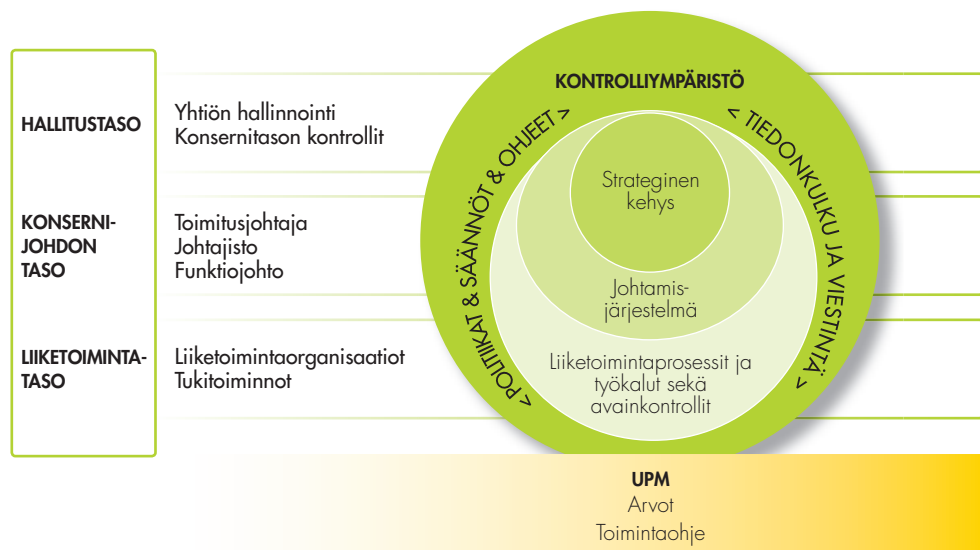 HALLITUSTASO
Yhtiön hallinnointi
Konsernitason kontrollit
KONSERNI-
JOHDON
TASO
Toimitusjohtaja
Johtajisto
Funktiojohto
LIIKETOIMINTA-
TASO
Liiketoimintaorganisaatiot
Tukitoiminnot
KONTROLLIYMPÄRISTÖ
< POLITIIKAT & SÄÄNNÖT & OHJEET >
< TIEDONKULKU JA VIESTINTÄ >
Strateginen
kehys
Johtamis-
järjestelmä
Liiketoimintaprosessit ja
työkalut sekä
avainkontrollit
UPM
Arvot
Toimintaohje